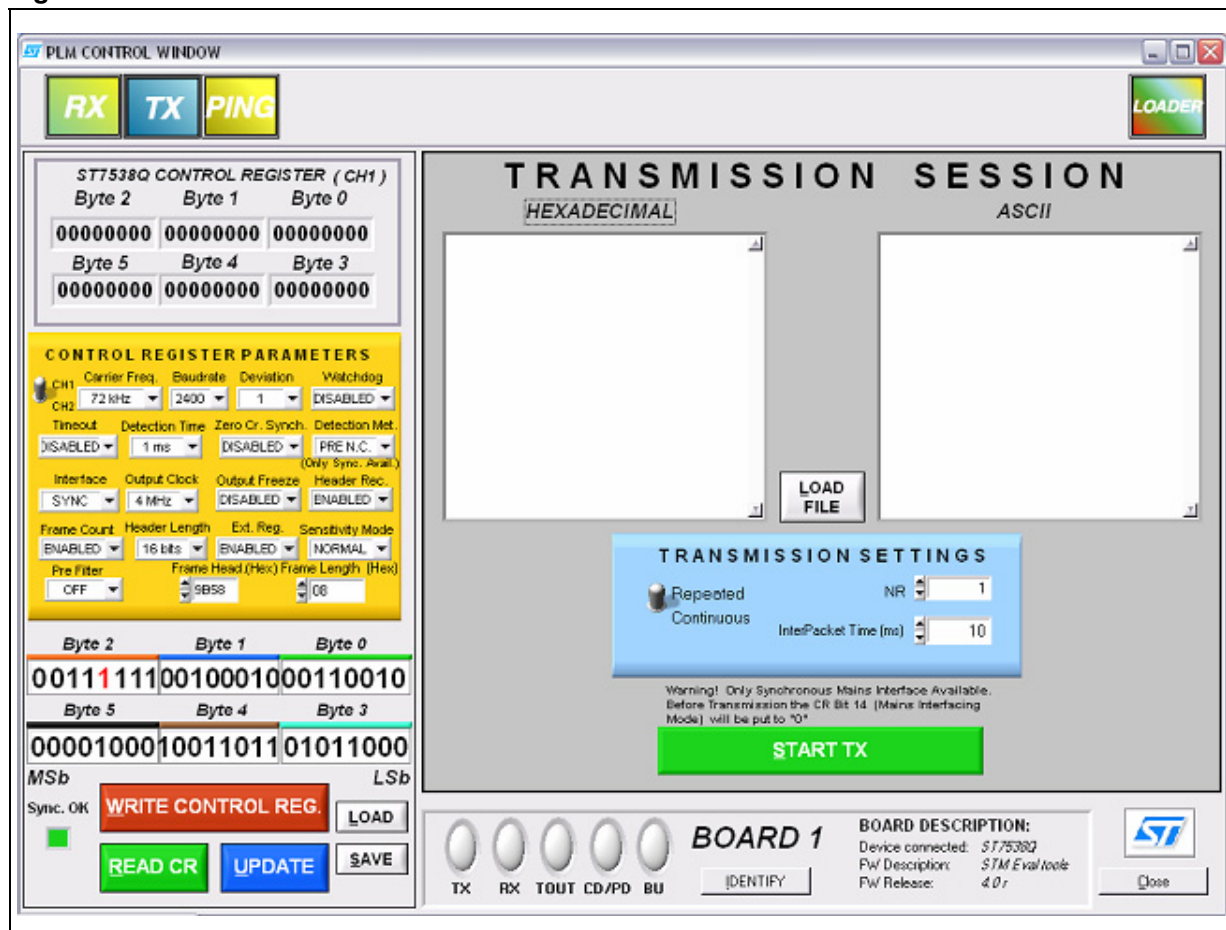 PLM CONTROL WINDOW
RX TX PING
LOADER
ST7538Q CONTROL REGISTER ( CH1 )
Byte 2 Byte 1 Byte 0
00000000 00000000 00000000
Byte 5 Byte 4 Byte 3
00000000 00000000 00000000
CONTROL REGISTER PARAMETERS
CH1
CH2
Carrier Freq. Baudrate Deviation Watchdog
72 kHz 2400 1 DISABLED
Timeout Detection Time Zero Cr. Synch. Detection Met.
DISABLED 1 ms DISABLED PRE N.C.
(Only Sync. Avail.)
Interface Output Clock Output Freeze Header Rec.
SYNC 4 MHz DISABLED ENABLED
Frame Count Header Length Ext. Reg. Sensitivity Mode
ENABLED 16 bits ENABLED NORMAL
Pre Filter Frame Head.(Hex) Frame Length (Hex)
OFF 9B58 08
Byte 2 Byte 1 Byte 0
00111111 00100010 00110010
Byte 5 Byte 4 Byte 3
00001000 10011011 01011000
MSb LSb
Sync. OK
WRITE CONTROL REG.
LOAD
READ CR
UPDATE
SAVE
TRANSMISSION SESSION
HEXADECIMAL ASCII
LOAD
FILE
TRANSMISSION SETTINGS
Repeated
Continuous
NR 1
InterPacket Time (ms) 10
Warning! Only Synchronous Mains Interface Available.
Before Transmission the CR Bit 14 (Mains Interfacing
Mode) will be put to "0"
START TX
TX RX TOUT CD/PD BU
BOARD 1
IDENTIFY
BOARD DESCRIPTION:
Device connected: ST7538Q
FW Description: STM Eval tools
FW Release: 4.0 r
ST
Close